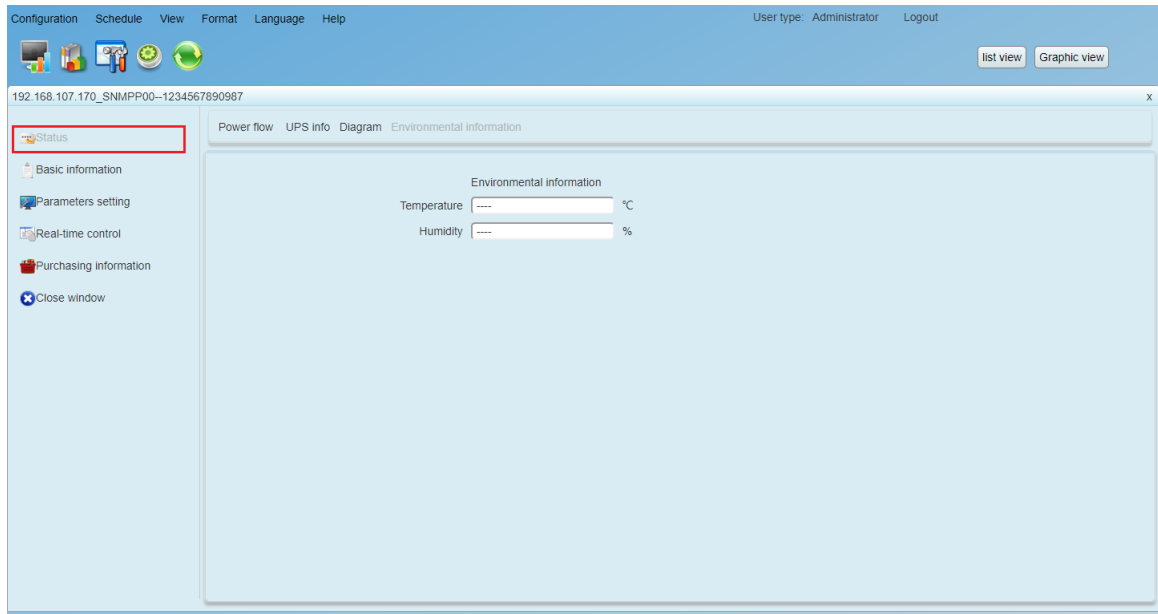 Configuration Schedule View Format Language Help User type: Administrator Logout
list view Graphic view
192.168.107.170_SNMPP00--1234567890987 x
Status
Basic information
Parameters setting
Real-time control
Purchasing information
Close window
Power flow UPS info Diagram Environmental information
Environmental information
Temperature ---- ℃
Humidity ---- %